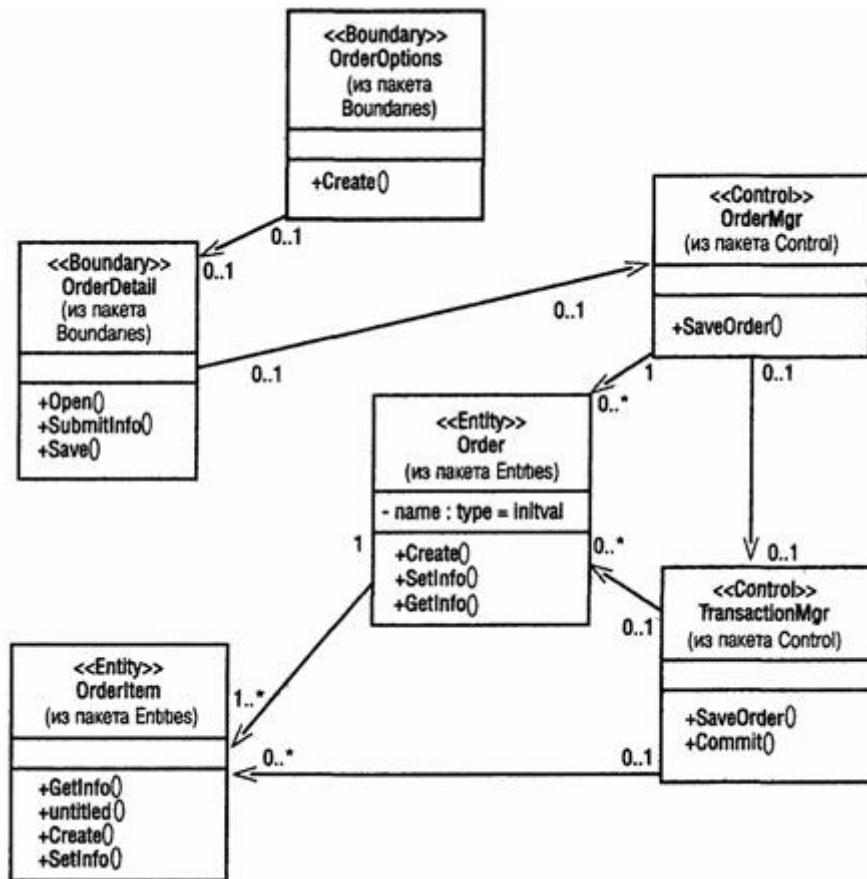 <<Boundary>>
OrderOptions
(из пакета
Boundaries)
+Create()
0..1
0..1
<<Boundary>>
OrderDetail
(из пакета
Boundaries)
+Open()
+SubmitInfo()
+Save()
0..1
0..1
<<Control>>
OrderMgr
(из пакета Control)
+SaveOrder()
1
0..*
0..1
0..1
<<Entity>>
Order
(из пакета Entities)
- name : type = initval
+Create()
+SetInfo()
+GetInfo()
1
1..*
0..*
0..1
<<Control>>
TransactionMgr
(из пакета Control)
+SaveOrder()
+Commit()
0..1
0..*
<<Entity>>
OrderItem
(из пакета Entities)
+GetInfo()
+untitled()
+Create()
+SetInfo()